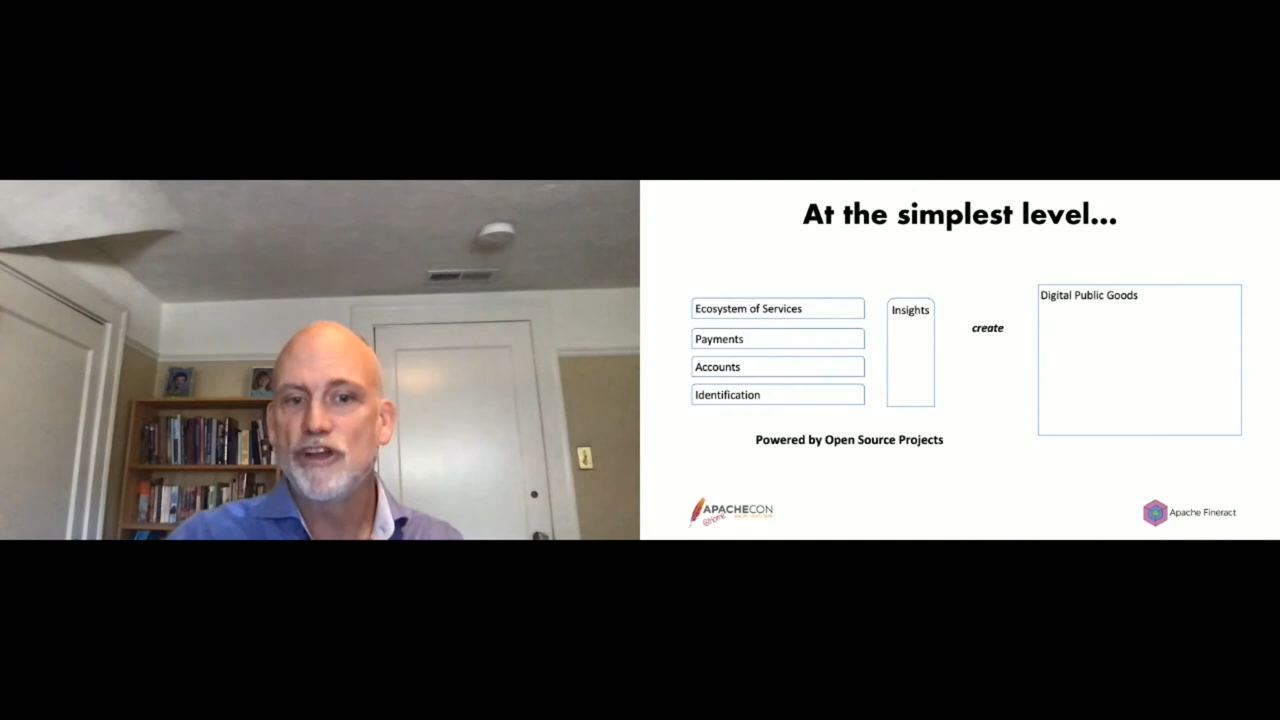 At the simplest level...
Ecosystem of Services
Payments
Accounts
Identification
Insights
create
Digital Public Goods
Powered by Open Source Projects
APACHECON
@home
Apache Fineract